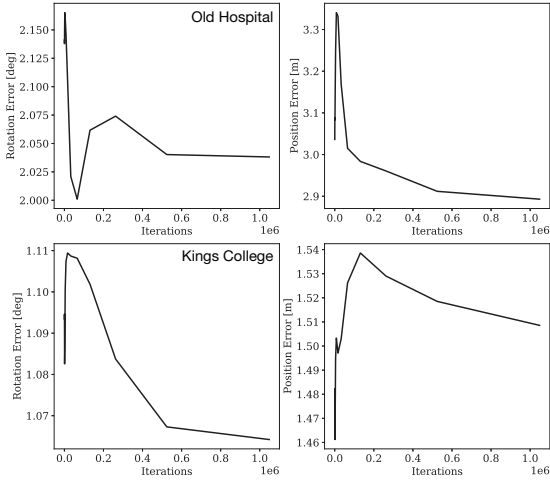 Old Hospital
Rotation Error [deg]
2.150
2.125
2.100
2.075
2.050
2.025
2.000
0.0 0.2 0.4 0.6 0.8 1.0
1e6
Iterations
Position Error [m]
3.3
3.2
3.1
3.0
2.9
0.0 0.2 0.4 0.6 0.8 1.0
1e6
Iterations
Kings College
Rotation Error [deg]
1.11
1.10
1.09
1.08
1.07
0.0 0.2 0.4 0.6 0.8 1.0
1e6
Iterations
Position Error [m]
1.54
1.53
1.52
1.51
1.50
1.49
1.48
1.47
1.46
0.0 0.2 0.4 0.6 0.8 1.0
1e6
Iterations